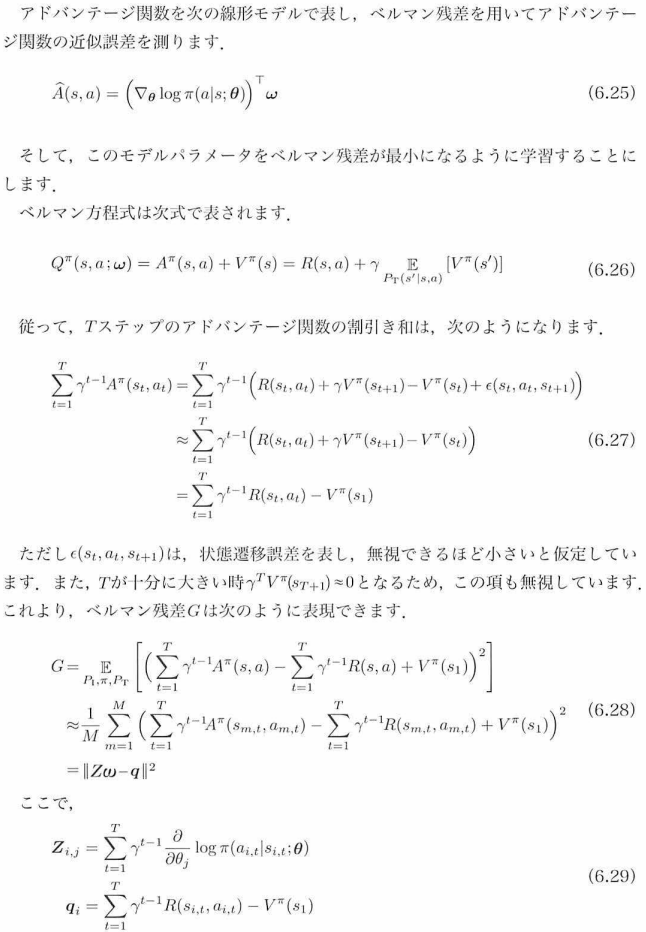 アドバンテージ関数を次の線形モデルで表し，ベルマン残差を用いてアドバンテー
ジ関数の近似誤差を測ります．
Â(s, a) = (∇_θ log π(a|s; θ))^⊤ ω (6.25)
そして，このモデルパラメータをベルマン残差が最小になるように学習することに
します．
ベルマン方程式は次式で表されます．
Q^π(s, a; ω) = A^π(s, a) + V^π(s) = R(s, a) + γ 𝔼_{P_T(s′|s,a)} [V^π(s′)] (6.26)
従って，Tステップのアドバンテージ関数の割引き和は，次のようになります．
∑_{t=1}^{T} γ^{t−1} A^π(s_t, a_t) = ∑_{t=1}^{T} γ^{t−1} (R(s_t, a_t) + γV^π(s_{t+1}) − V^π(s_t) + ϵ(s_t, a_t, s_{t+1}))
≈ ∑_{t=1}^{T} γ^{t−1} (R(s_t, a_t) + γV^π(s_{t+1}) − V^π(s_t)) (6.27)
= ∑_{t=1}^{T} γ^{t−1} R(s_t, a_t) − V^π(s_1)
ただし ϵ(s_t, a_t, s_{t+1}) は，状態遷移誤差を表し，無視できるほど小さいと仮定してい
ます．また，Tが十分に大きい時 γ^T V^π(s_{T+1}) ≈ 0 となるため，この項も無視しています．
これより，ベルマン残差Gは次のように表現できます．
G = 𝔼_{P_I,π,P_T} [(∑_{t=1}^{T} γ^{t−1} A^π(s, a) − ∑_{t=1}^{T} γ^{t−1} R(s, a) + V^π(s_1))^2]
≈ 1/M ∑_{m=1}^{M} (∑_{t=1}^{T} γ^{t−1} A^π(s_{m,t}, a_{m,t}) − ∑_{t=1}^{T} γ^{t−1} R(s_{m,t}, a_{m,t}) + V^π(s_1))^2 (6.28)
= ‖Zω−q‖^2
ここで，
Z_{i,j} = ∑_{t=1}^{T} γ^{t−1} ∂/∂θ_j log π(a_{i,t}|s_{i,t}; θ)
q_i = ∑_{t=1}^{T} γ^{t−1} R(s_{i,t}, a_{i,t}) − V^π(s_1) (6.29)